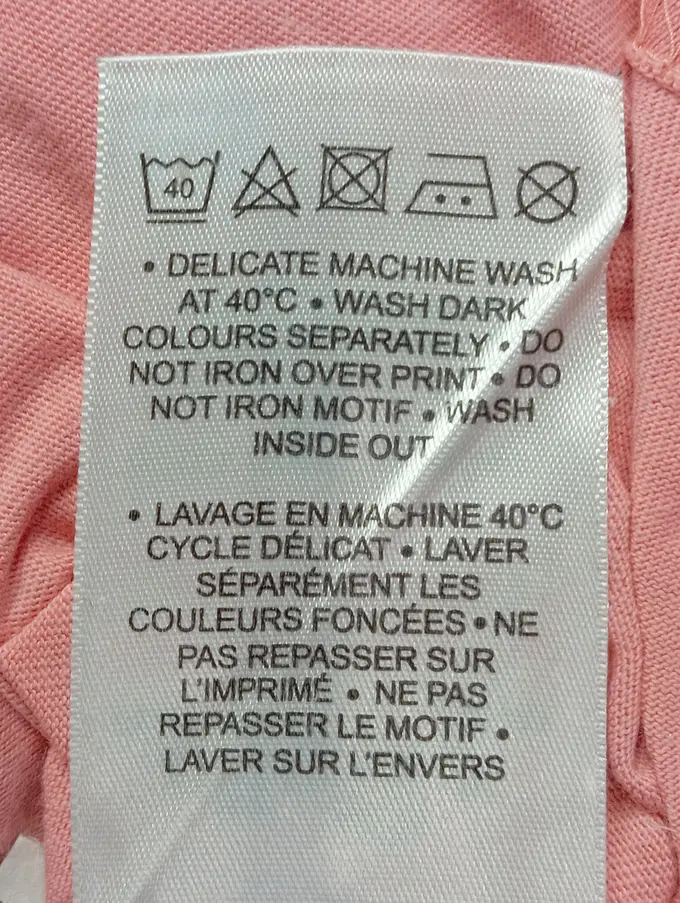 40
• DELICATE MACHINE WASH
AT 40°C • WASH DARK
COLOURS SEPARATELY • DO
NOT IRON OVER PRINT • DO
NOT IRON MOTIF • WASH
INSIDE OUT
• LAVAGE EN MACHINE 40°C
CYCLE DÉLICAT • LAVER
SÉPARÉMENT LES
COULEURS FONCÉES • NE
PAS REPASSER SUR
L'IMPRIMÉ • NE PAS
REPASSER LE MOTIF •
LAVER SUR L'ENVERS